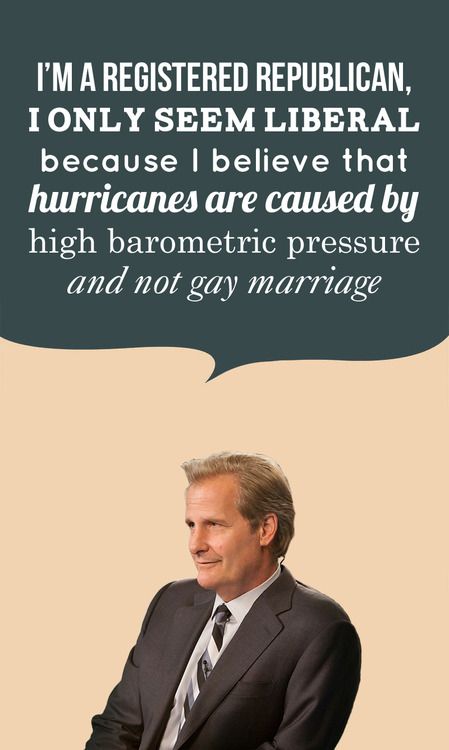 I'M A REGISTERED REPUBLICAN,
I ONLY SEEM LIBERAL
because I believe that
hurricanes are caused by
high barometric pressure
and not gay marriage